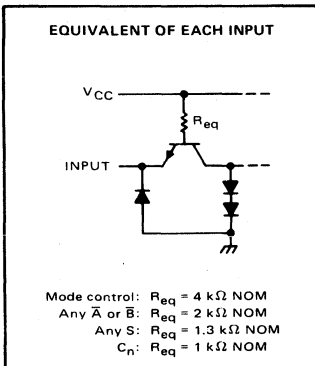 EQUIVALENT OF EACH INPUT
VCC
Req
INPUT
Mode control: Req = 4 kΩ NOM
Any A̅ or B̅: Req = 2 kΩ NOM
Any S: Req = 1.3 kΩ NOM
Cn: Req = 1 kΩ NOM